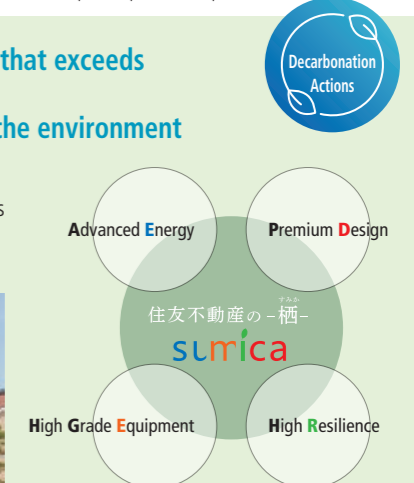 that exceeds
the environment
Decarbonation
Actions
s
Advanced Energy
Premium Design
すみか
住友不動産の-栖-
sumica
High Grade Equipment
High Resilience